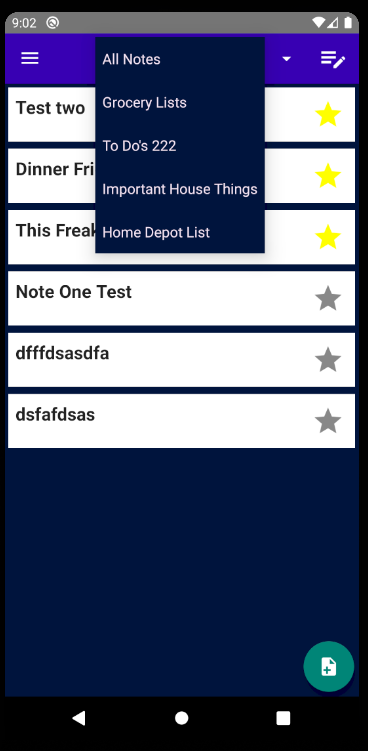 9:02
All Notes
Grocery Lists
To Do's 222
Important House Things
Home Depot List
Test two
Dinner Fri
This Freak
Note One Test
dfffdsasdfa
dsfafdsas